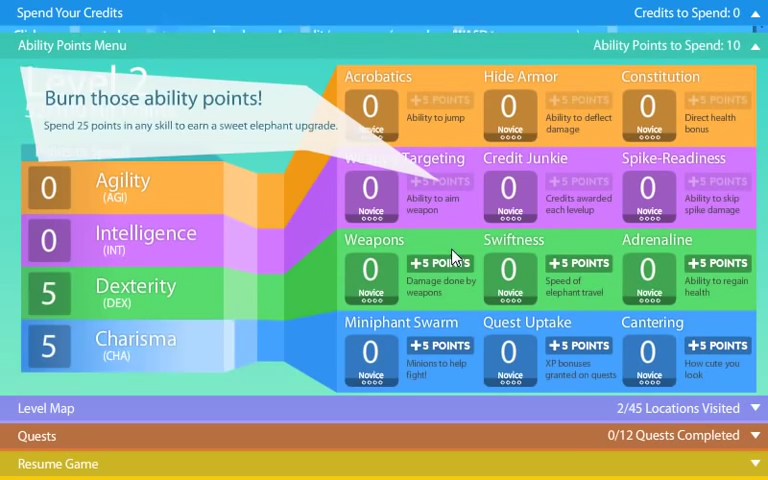 Spend Your Credits
Credits to Spend: 0
Ability Points Menu
Ability Points to Spend: 10
Level 2
Burn those ability points!
Spend 25 points in any skill to earn a sweet elephant upgrade.
0 Agility
(AGI)
0 Intelligence
(INT)
5 Dexterity
(DEX)
5 Charisma
(CHA)
Acrobatics
0
Novice
+5 POINTS
Ability to jump
Hide Armor
0
Novice
+5 POINTS
Ability to deflect
damage
Constitution
0
Novice
+5 POINTS
Direct health
bonus
Targeting
0
Novice
+5 POINTS
Ability to aim
weapon
Credit Junkie
0
Novice
+5 POINTS
Credits awarded
each levelup
Spike-Readiness
0
Novice
+5 POINTS
Ability to skip
spike damage
Weapons
0
Novice
+5 POINTS
Damage done by
weapons
Swiftness
0
Novice
+5 POINTS
Speed of
elephant travel
Adrenaline
0
Novice
+5 POINTS
Ability to regain
health
Miniphant Swarm
0
Novice
+5 POINTS
Minions to help
fight!
Quest Uptake
0
Novice
+5 POINTS
XP bonuses
granted on quests
Cantering
0
Novice
+5 POINTS
How cute you
look
Level Map
2/45 Locations Visited
Quests
0/12 Quests Completed
Resume Game